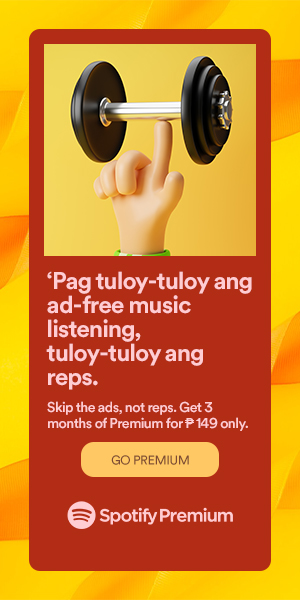 ‘Pag tuloy-tuloy ang
ad-free music
listening,
tuloy-tuloy ang
reps.
Skip the ads, not reps. Get 3
months of Premium for ₱ 149 only.
GO PREMIUM
Spotify Premium